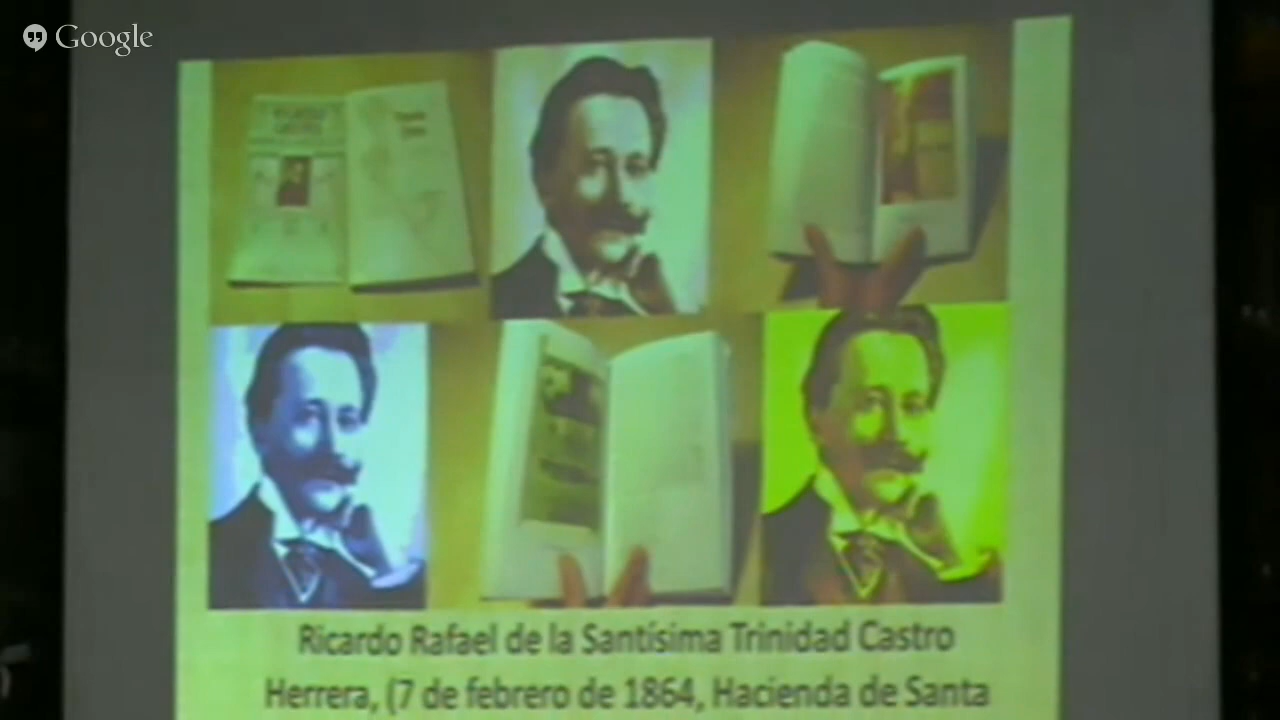 Google
Ricardo Rafael de la Santísima Trinidad Castro
Herrera, (7 de febrero de 1864, Hacienda de Santa